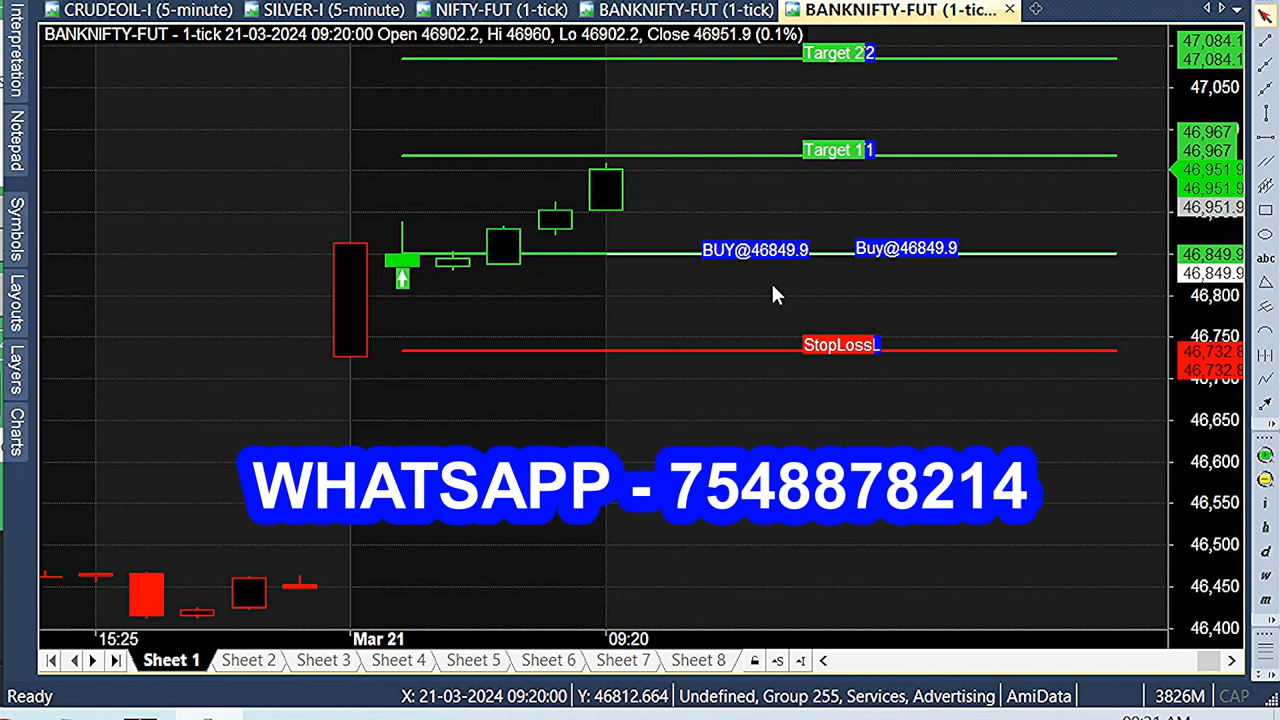 CRUDEOIL-I (5-minute) SILVER-I (5-minute) NIFTY-FUT (1-tick) BANKNIFTY-FUT (1-tick) BANKNIFTY-FUT (1-tic...
BANKNIFTY-FUT - 1-tick 21-03-2024 09:20:00 Open 46902.2, Hi 46960, Lo 46902.2, Close 46951.9 (0.1%)
Interpretation
Notepad
Symbols
Layouts
Layers
Charts
Target 2
Target 1
BUY@46849.9 Buy@46849.9
StopLoss
47,084.1
47,084.1
47,050
46,967
46,967
46,951.9
46,951.9
46,951.9
46,849.9
46,849.9
46,800
46,750
46,732.8
46,732.8
46,700
46,650
46,600
46,550
46,500
46,450
46,400
abc
i
h
d
w
m
WHATSAPP - 7548878214
15:25 Mar 21 09:20
Sheet 1 Sheet 2 Sheet 3 Sheet 4 Sheet 5 Sheet 6 Sheet 7 Sheet 8
Ready X: 21-03-2024 09:20:00 Y: 46812.664 Undefined, Group 255, Services, Advertising AmiData 3826M CAP